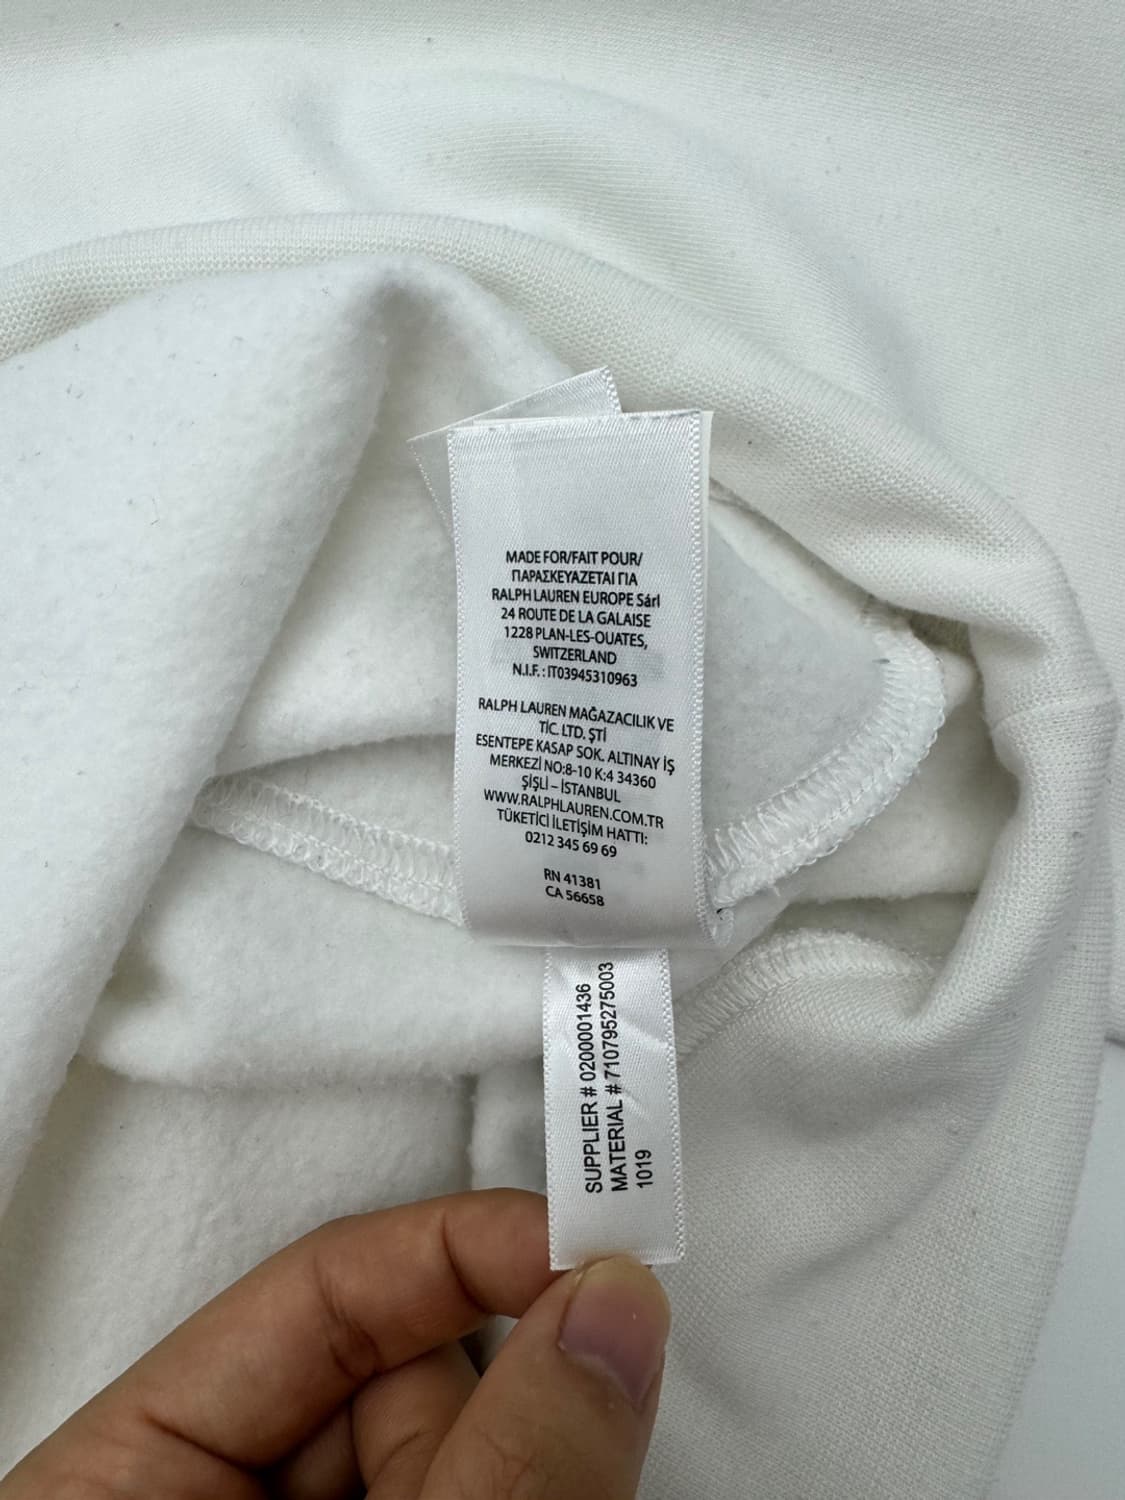 MADE FOR/FAIT POUR/
ΠΑΡΑΣΚΕΥΑΖΕΤΑΙ ΓΙΑ
RALPH LAUREN EUROPE Sárl
24 ROUTE DE LA GALAISE
1228 PLAN-LES-OUATES,
SWITZERLAND
N.I.F. : IT03945310963
RALPH LAUREN MAĞAZACILIK VE
TİC. LTD. ŞTİ
ESENTEPE KASAP SOK. ALTINAY İŞ
MERKEZİ NO:8-10 K:4 34360
ŞİŞLİ – İSTANBUL
WWW.RALPHLAUREN.COM.TR
TÜKETİCİ İLETİŞİM HATTI:
0212 345 69 69
RN 41381
CA 56658
SUPPLIER # 0200001436
MATERIAL # 710795275003
1019